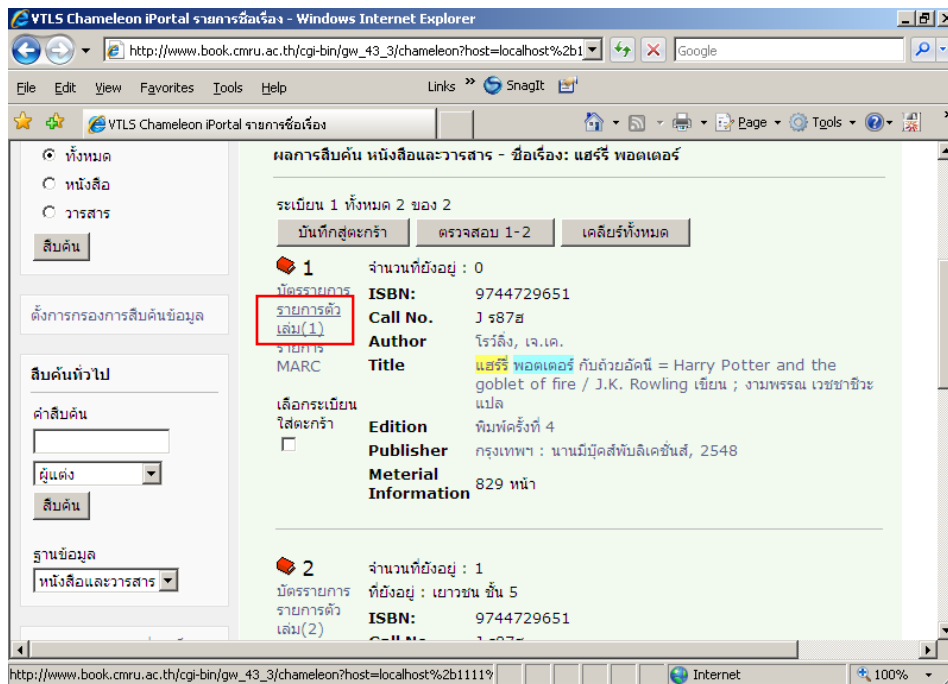 VTLS Chameleon iPortal รายการชื่อเรื่อง - Windows Internet Explorer
http://www.book.cmru.ac.th/cgi-bin/gw_43_3/chameleon?host=localhost%2b1
Google
File Edit View Favorites Tools Help
Links » SnagIt
VTLS Chameleon iPortal รายการชื่อเรื่อง
Page Tools
ทั้งหมด
หนังสือ
วารสาร
สืบค้น
ตั้งการกรองการสืบค้นข้อมูล
สืบค้นทั่วไป
คำสืบค้น
ผู้แต่ง
สืบค้น
ฐานข้อมูล
หนังสือและวารสาร
ผลการสืบค้น หนังสือและวารสาร - ชื่อเรื่อง: แฮร์รี่ พอตเตอร์
ระเบียน 1 ทั้งหมด 2 ของ 2
บันทึกสู่ตะกร้า ตรวจสอบ 1-2 เคลียร์ทั้งหมด
1
บัตรรายการ
รายการตัว
เล่ม(1)
รายการ
MARC
เลือกระเบียน
ใส่ตะกร้า
จำนวนที่ยังอยู่ : 0
ISBN: 9744729651
Call No. J ร87ฮ
Author โรว์ลิ่ง, เจ.เค.
Title แฮร์รี่ พอตเตอร์ กับถ้วยอัคนี = Harry Potter and the
goblet of fire / J.K. Rowling เขียน ; งามพรรณ เวชชาชีวะ
แปล
Edition พิมพ์ครั้งที่ 4
Publisher กรุงเทพฯ : นานมีบุ๊คส์พับลิเคชั่นส์, 2548
Meterial
Information 829 หน้า
2
บัตรรายการ
รายการตัว
เล่ม(2)
จำนวนที่ยังอยู่ : 1
ที่ยังอยู่ : เยาวชน ชั้น 5
ISBN: 9744729651
http://www.book.cmru.ac.th/cgi-bin/gw_43_3/chameleon?host=localhost%2b1111
Internet
100%